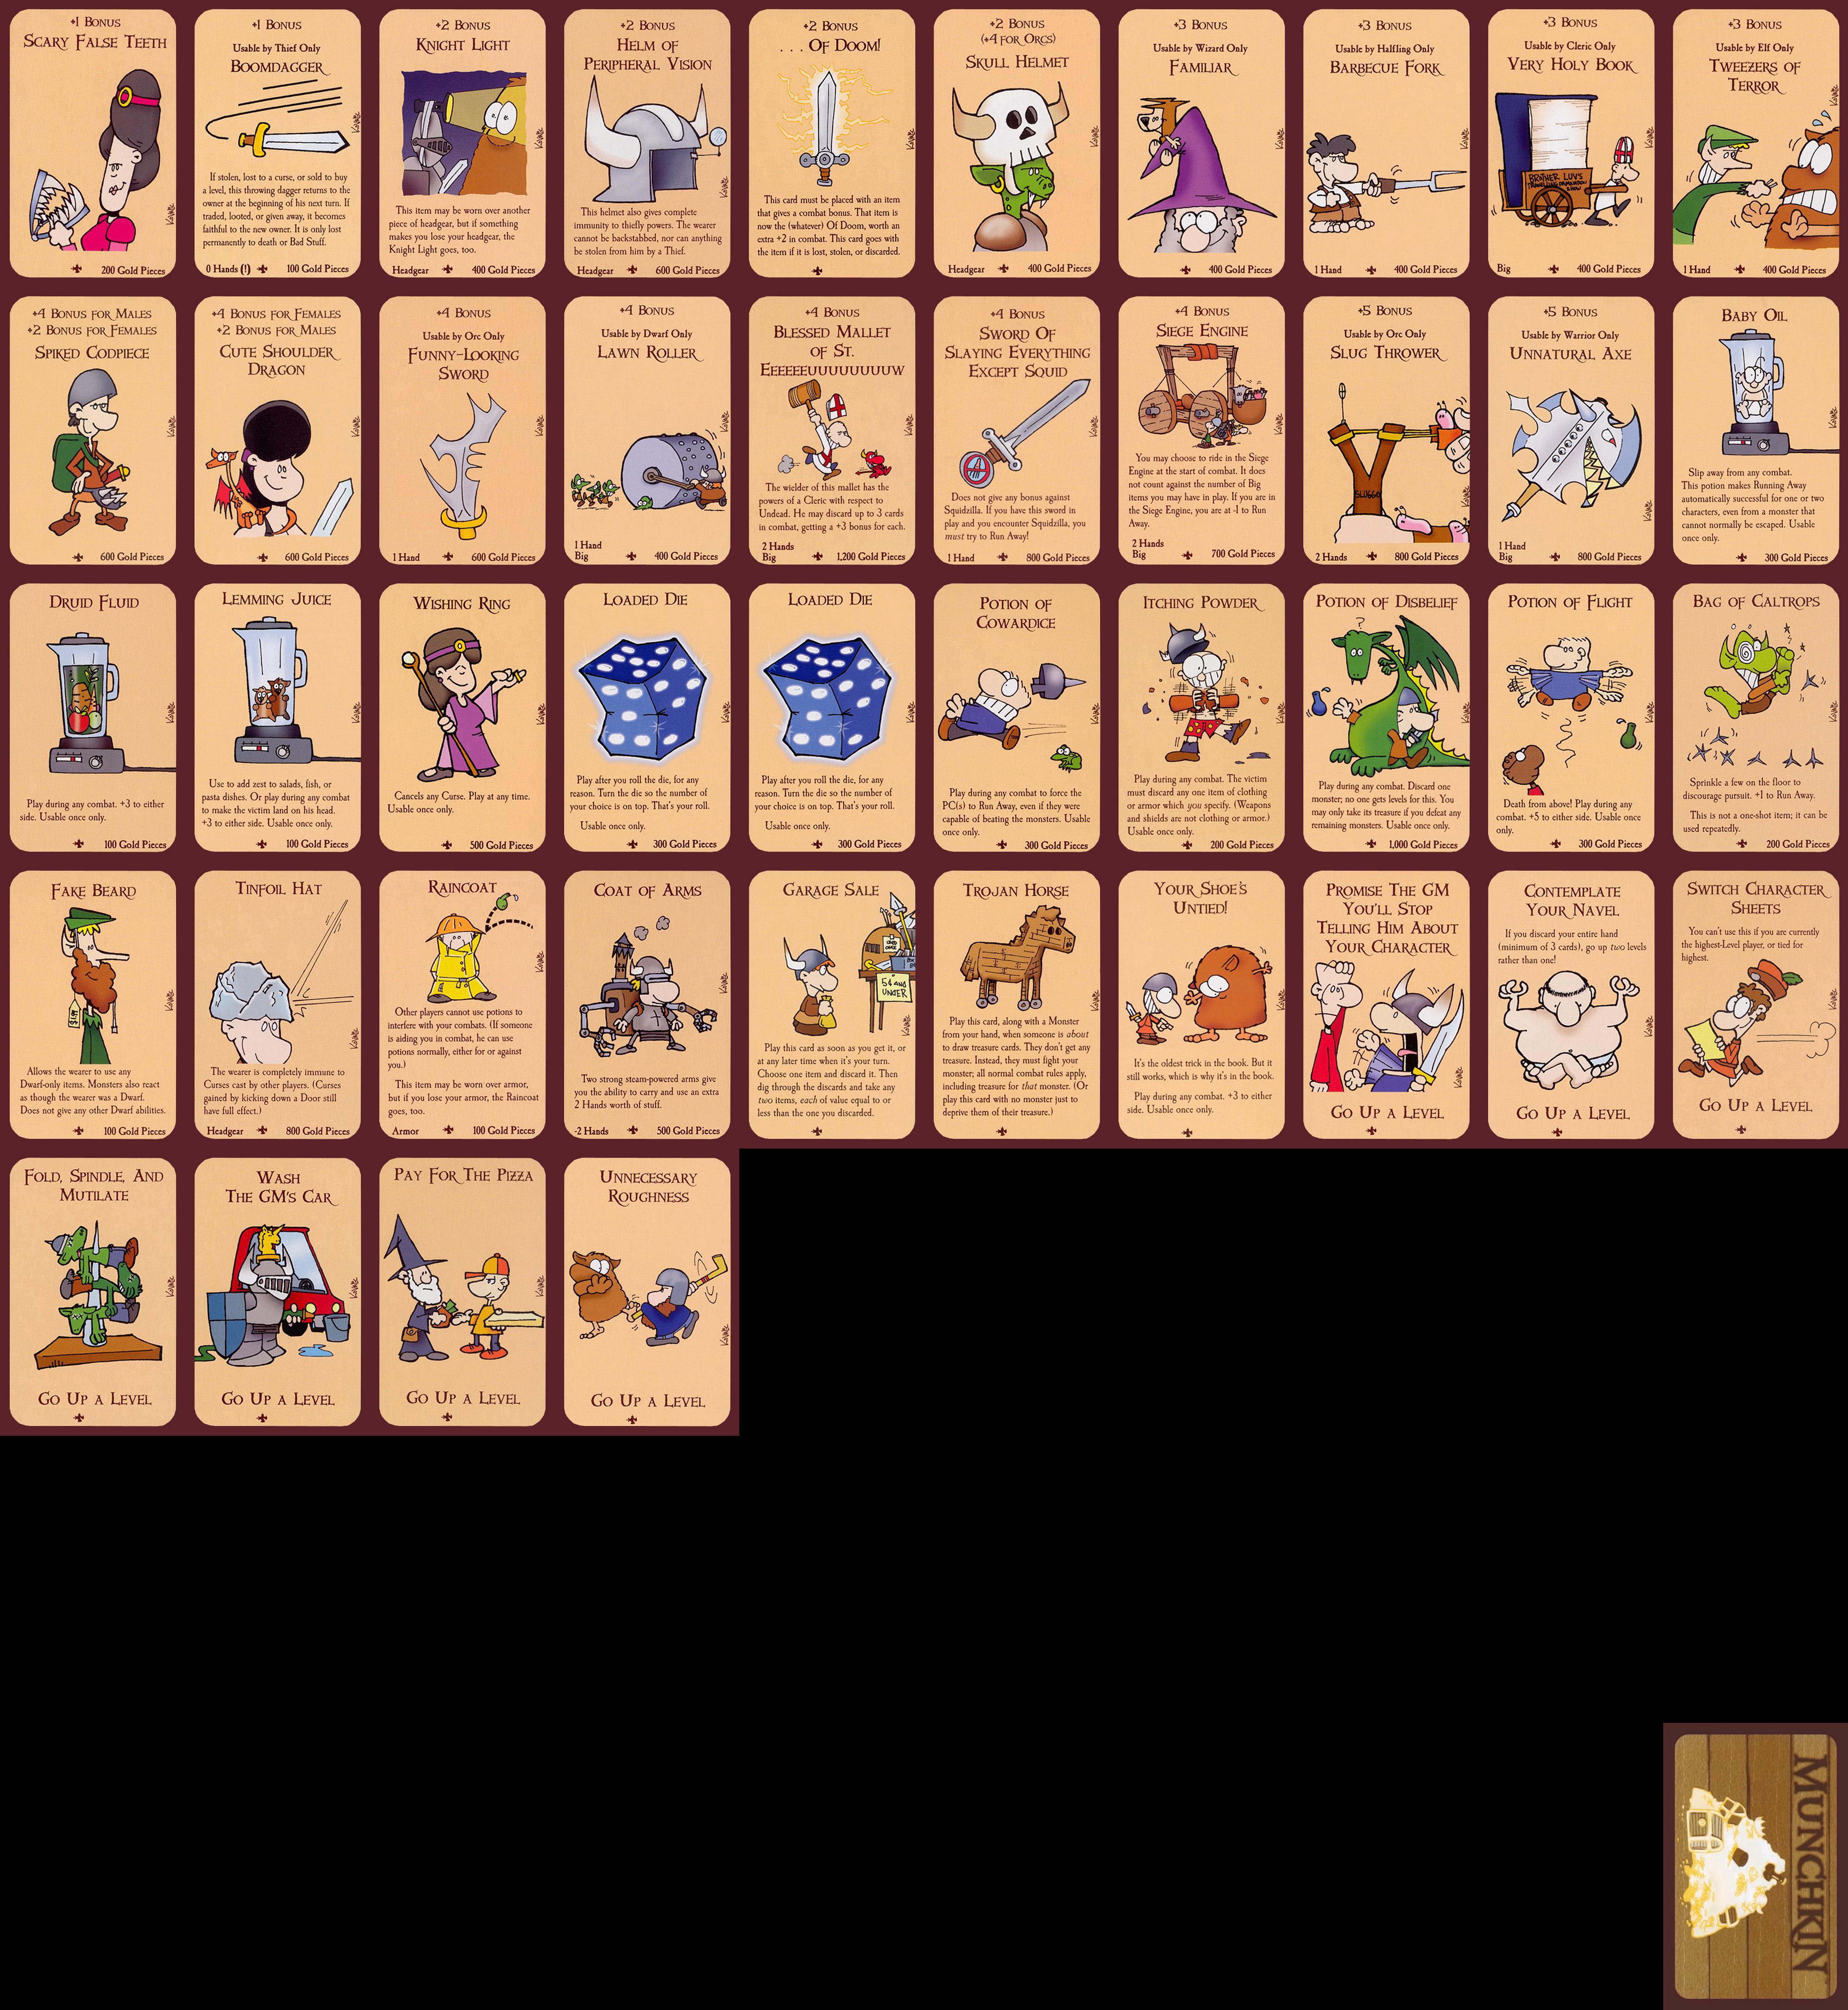 +1 Bonus
Scary False Teeth
200 Gold Pieces
+1 Bonus
Usable by Thief Only
Boomdagger
If stolen, lost to a curse, or sold to buy
a level, this throwing dagger returns to the
owner at the beginning of his next turn. If
traded, looted, or given away, it becomes
faithful to the new owner. It is only lost
permanently to death or Bad Stuff.
0 Hands (!) 100 Gold Pieces
+2 Bonus
Knight Light
This item may be worn over another
piece of headgear, but if something
makes you lose your headgear, the
Knight Light goes, too.
Headgear 400 Gold Pieces
+2 Bonus
Helm of
Peripheral Vision
This helmet also gives complete
immunity to thiefly powers. The wearer
cannot be backstabbed, nor can anything
be stolen from him by a Thief.
Headgear 600 Gold Pieces
+2 Bonus
. . . Of Doom!
This card must be placed with an item
that gives a combat bonus. That item is
now the (whatever) Of Doom, worth an
extra +2 in combat. This card goes with
the item if it is lost, stolen, or discarded.
+2 Bonus
(+4 for Orcs)
Skull Helmet
Headgear 400 Gold Pieces
+3 Bonus
Usable by Wizard Only
Familiar
400 Gold Pieces
+3 Bonus
Usable by Halfling Only
Barbecue Fork
1 Hand 400 Gold Pieces
+3 Bonus
Usable by Cleric Only
Very Holy Book
Brother Luv's
Big 400 Gold Pieces
+3 Bonus
Usable by Elf Only
Tweezers of
Terror
1 Hand 400 Gold Pieces
+4 Bonus for Males
+2 Bonus for Females
Spiked Codpiece
600 Gold Pieces
+4 Bonus for Females
+2 Bonus for Males
Cute Shoulder
Dragon
600 Gold Pieces
+4 Bonus
Usable by Orc Only
Funny-Looking
Sword
1 Hand 600 Gold Pieces
+4 Bonus
Usable by Dwarf Only
Lawn Roller
1 Hand
Big 400 Gold Pieces
+4 Bonus
Blessed Mallet
of St.
Eeeeeeuuuuuuuuw
The wielder of this mallet has the
powers of a Cleric with respect to
Undead. He may discard up to 3 cards
in combat, getting a +3 bonus for each.
2 Hands
Big 1,200 Gold Pieces
+4 Bonus
Sword Of
Slaying Everything
Except Squid
Does not give any bonus against
Squidzilla. If you have this sword in
play and you encounter Squidzilla, you
must try to Run Away!
1 Hand 800 Gold Pieces
+4 Bonus
Siege Engine
You may choose to ride in the Siege
Engine at the start of combat. It does
not count against the number of Big
items you may have in play. If you are in
the Siege Engine, you are at -1 to Run
Away.
2 Hands
Big 700 Gold Pieces
+5 Bonus
Usable by Orc Only
Slug Thrower
Sluggo
2 Hands 800 Gold Pieces
+5 Bonus
Usable by Warrior Only
Unnatural Axe
1 Hand
Big 800 Gold Pieces
Baby Oil
Slip away from any combat.
This potion makes Running Away
automatically successful for one or two
characters, even from a monster that
cannot normally be escaped. Usable
once only.
300 Gold Pieces
Druid Fluid
Play during any combat. +3 to either
side. Usable once only.
100 Gold Pieces
Lemming Juice
Use to add zest to salads, fish, or
pasta dishes. Or play during any combat
to make the victim land on his head.
+3 to either side. Usable once only.
100 Gold Pieces
Wishing Ring
Cancels any Curse. Play at any time.
Usable once only.
500 Gold Pieces
Loaded Die
Play after you roll the die, for any
reason. Turn the die so the number of
your choice is on top. That's your roll.
Usable once only.
300 Gold Pieces
Loaded Die
Play after you roll the die, for any
reason. Turn the die so the number of
your choice is on top. That's your roll.
Usable once only.
300 Gold Pieces
Potion of
Cowardice
Play during any combat to force the
PC(s) to Run Away, even if they were
capable of beating the monsters. Usable
once only.
300 Gold Pieces
Itching Powder
Play during any combat. The victim
must discard any one item of clothing
or armor which you specify. (Weapons
and shields are not clothing or armor.)
Usable once only.
200 Gold Pieces
Potion of Disbelief
?
Play during any combat. Discard one
monster; no one gets levels for this. You
may only take its treasure if you defeat any
remaining monsters. Usable once only.
1,000 Gold Pieces
Potion of Flight
Death from above! Play during any
combat. +5 to either side. Usable once
only.
300 Gold Pieces
Bag of Caltrops
Sprinkle a few on the floor to
discourage pursuit. +1 to Run Away.
This is not a one-shot item; it can be
used repeatedly.
200 Gold Pieces
Fake Beard
$1.99
Allows the wearer to use any
Dwarf-only items. Monsters also react
as though the wearer was a Dwarf.
Does not give any other Dwarf abilities.
100 Gold Pieces
Tinfoil Hat
The wearer is completely immune to
Curses cast by other players. (Curses
gained by kicking down a Door still
have full effect.)
Headgear 800 Gold Pieces
Raincoat
Other players cannot use potions to
interfere with your combats. (If someone
is aiding you in combat, he can use
potions normally, either for or against
you.)
This item may be worn over armor,
but if you lose your armor, the Raincoat
goes, too.
Armor 100 Gold Pieces
Coat of Arms
Two strong steam-powered arms give
you the ability to carry and use an extra
2 Hands worth of stuff.
-2 Hands 500 Gold Pieces
Garage Sale
5¢ and
under
Play this card as soon as you get it, or
at any later time when it's your turn.
Choose one item and discard it. Then
dig through the discards and take any
two items, each of value equal to or
less than the one you discarded.
Trojan Horse
Play this card, along with a Monster
from your hand, when someone is about
to draw treasure cards. They don't get any
treasure. Instead, they must fight your
monster; all normal combat rules apply,
including treasure for that monster. (Or
play this card with no monster just to
deprive them of their treasure.)
Your Shoe's
Untied!
It's the oldest trick in the book. But it
still works, which is why it's in the book.
Play during any combat. +3 to either
side. Usable once only.
Promise The GM
You'll Stop
Telling Him About
Your Character
Go Up a Level
Contemplate
Your Navel
If you discard your entire hand
(minimum of 3 cards), go up two levels
rather than one!
Go Up a Level
Switch Character
Sheets
You can't use this if you are currently
the highest-Level player, or tied for
highest.
Go Up a Level
Fold, Spindle, And
Mutilate
Go Up a Level
Wash
The GM's Car
Go Up a Level
Pay For The Pizza
Go Up a Level
Unnecessary
Roughness
Go Up a Level
MUNCHKIN